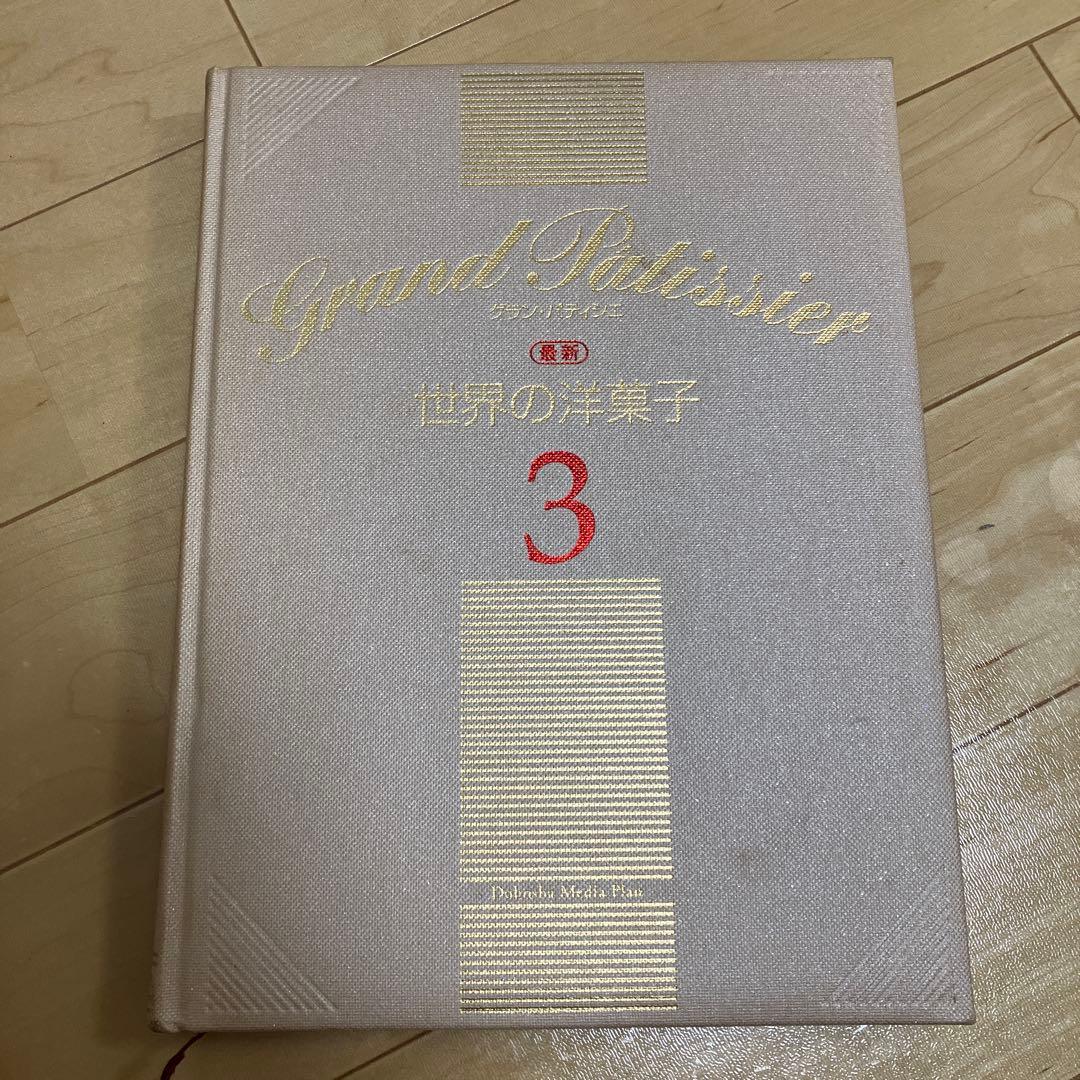 Grand Pâtissier
グラン・パティシエ
最新
世界の洋菓子
3
Dohosha Media Plan